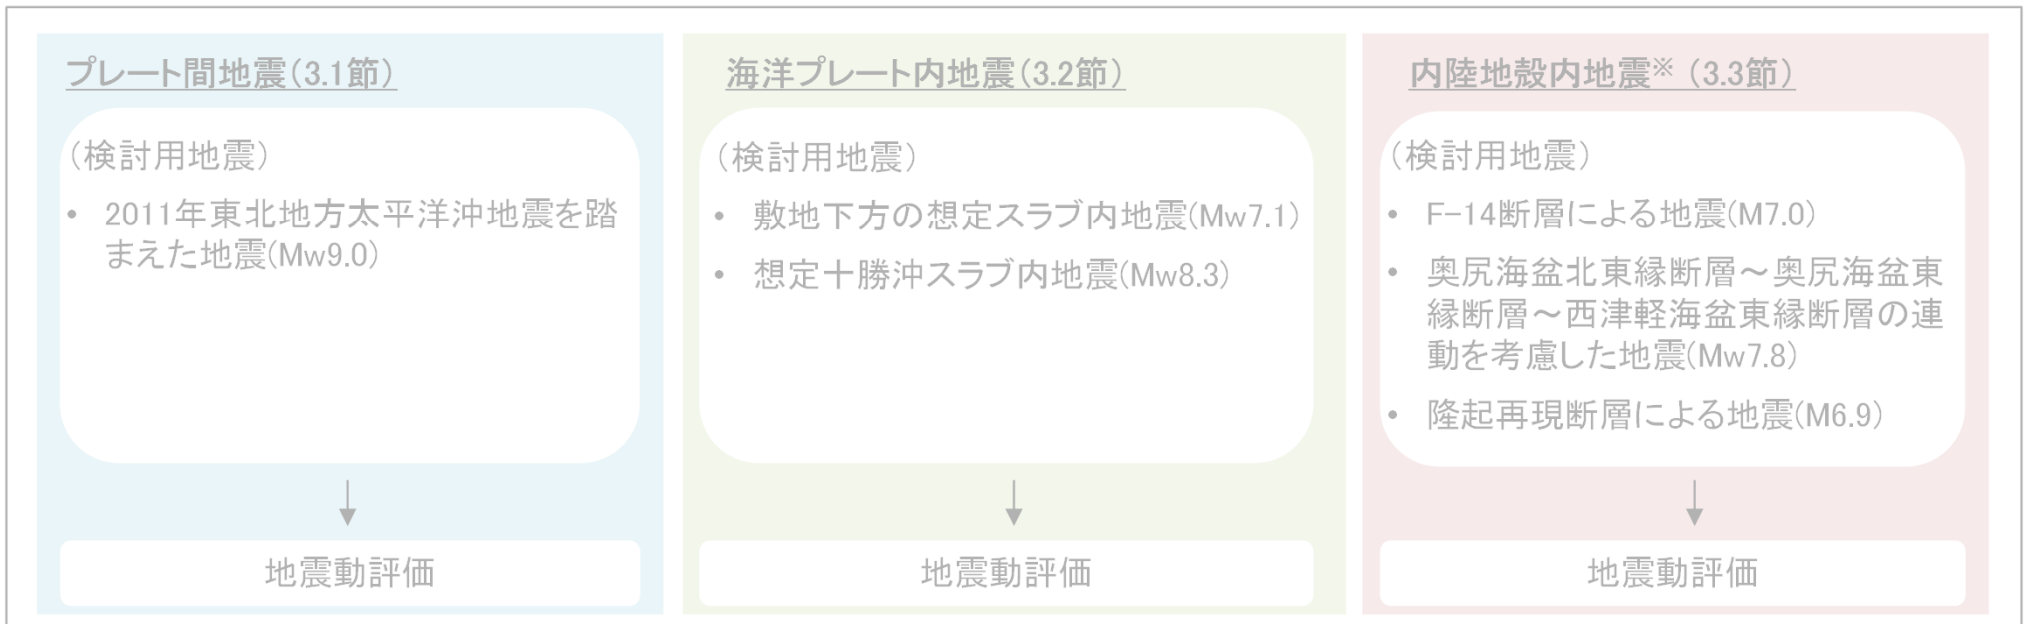 プレート間地震(3.1節)
(検討用地震)
• 2011年東北地方太平洋沖地震を踏
まえた地震(Mw9.0)
地震動評価
海洋プレート内地震(3.2節)
(検討用地震)
• 敷地下方の想定スラブ内地震(Mw7.1)
• 想定十勝沖スラブ内地震(Mw8.3)
地震動評価
内陸地殻内地震※ (3.3節)
(検討用地震)
• F-14断層による地震(M7.0)
• 奥尻海盆北東縁断層～奥尻海盆東
縁断層～西津軽海盆東縁断層の連
動を考慮した地震(Mw7.8)
• 隆起再現断層による地震(M6.9)
地震動評価